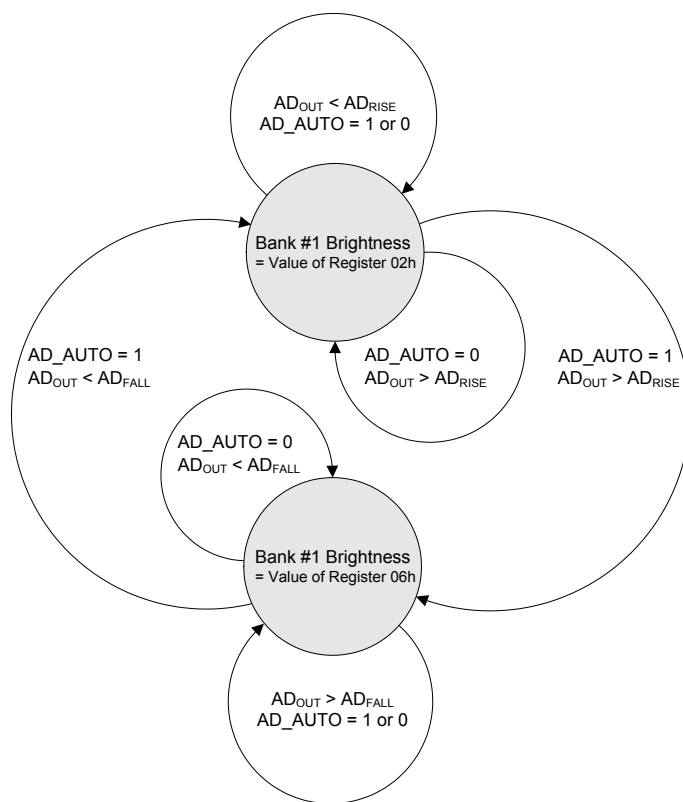 AD_OUT < AD_RISE
AD_AUTO = 1 or 0
Bank #1 Brightness
= Value of Register 02h
AD_AUTO = 1
AD_OUT < AD_FALL
AD_AUTO = 0
AD_OUT > AD_RISE
AD_AUTO = 1
AD_OUT > AD_RISE
AD_AUTO = 0
AD_OUT < AD_FALL
Bank #1 Brightness
= Value of Register 06h
AD_OUT > AD_FALL
AD_AUTO = 1 or 0